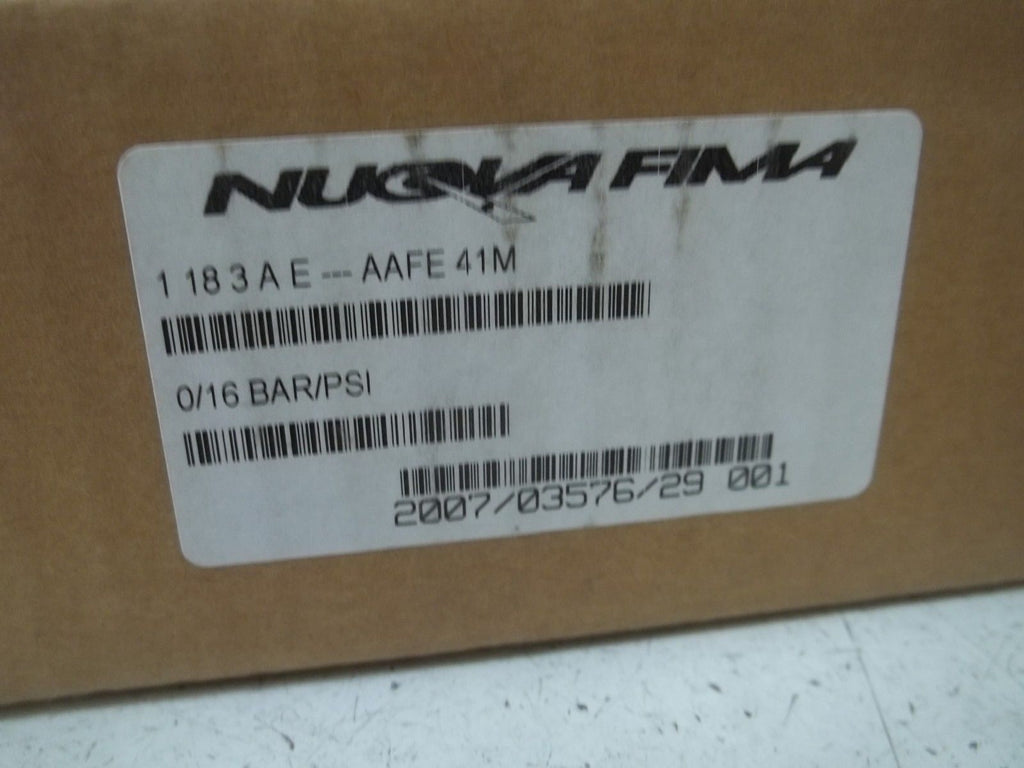 NUOVA FIMA
1 18 3 A E --- AAFE 41M
0/16 BAR/PSI
2007/03576/29 001